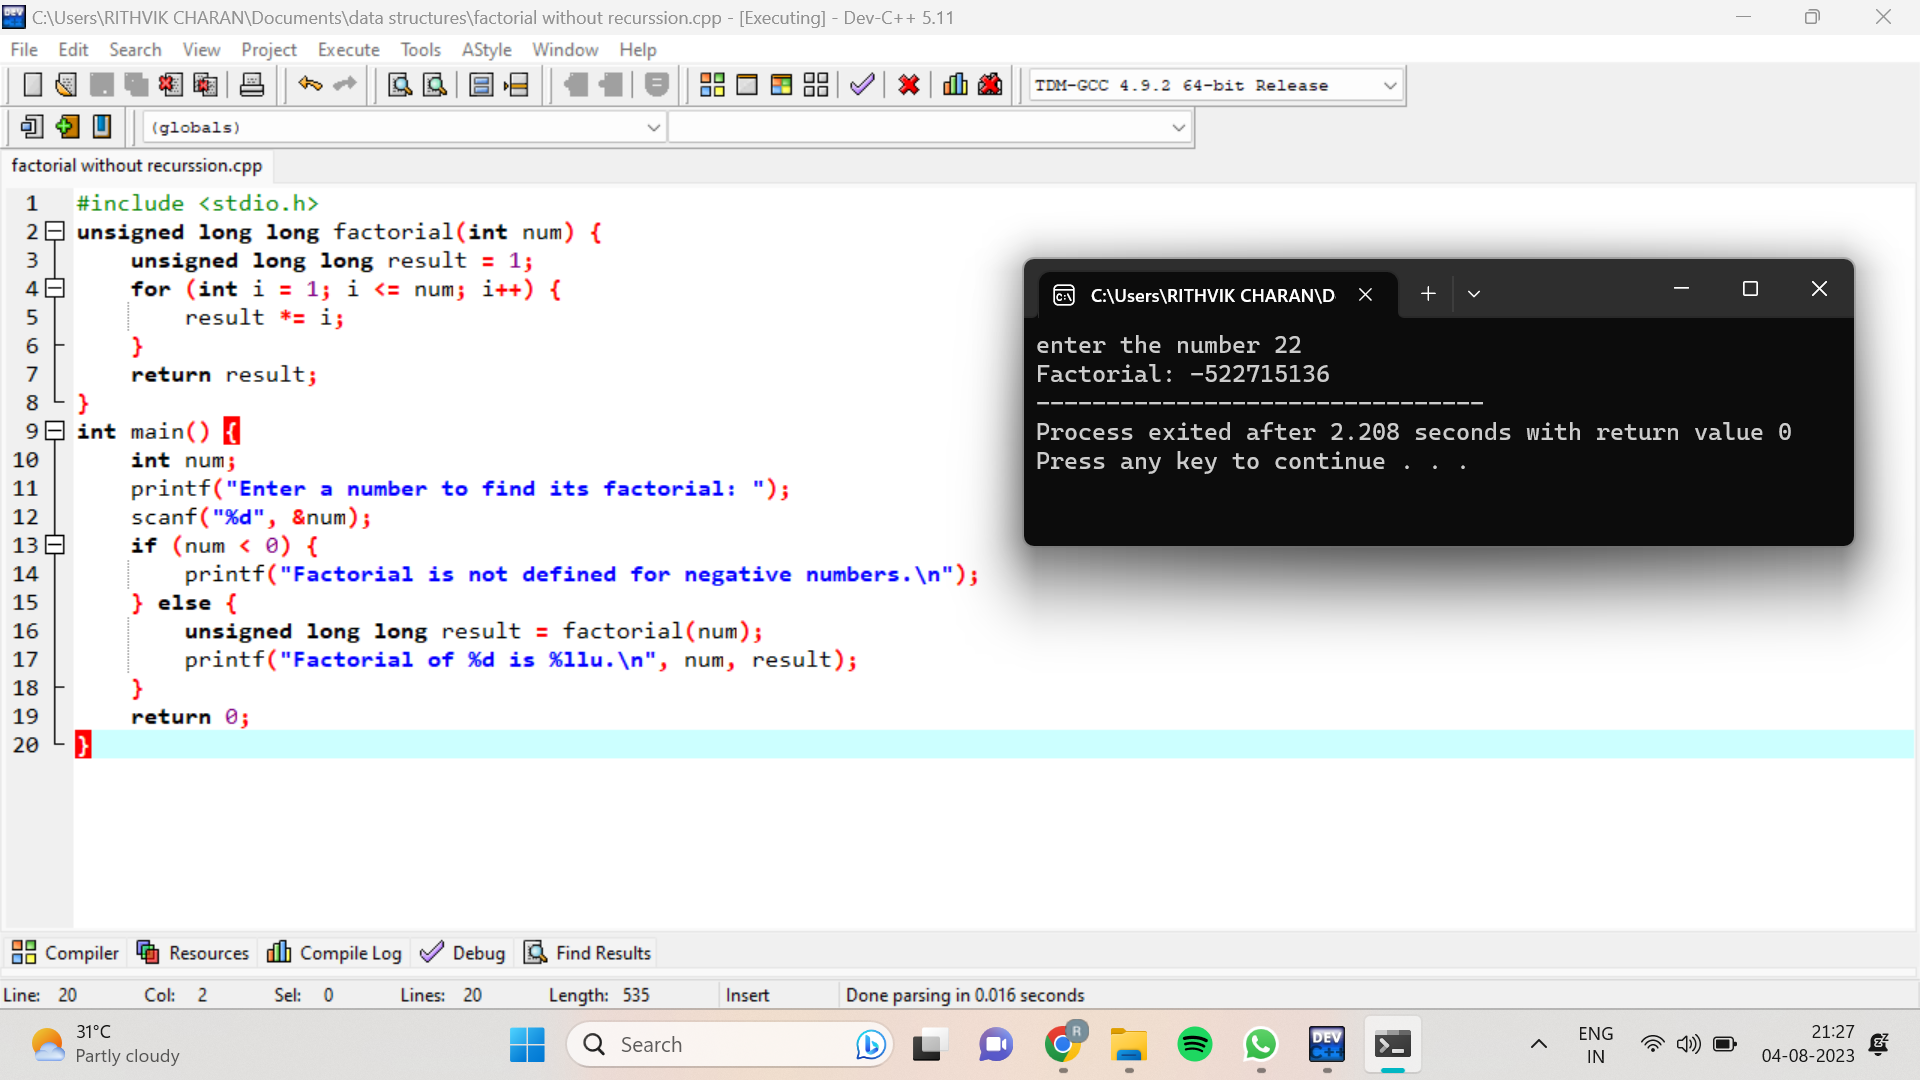 C:\Users\RITHVIK CHARAN\Documents\data structures\factorial without recurssion.cpp - [Executing] - Dev-C++ 5.11
File Edit Search View Project Execute Tools AStyle Window Help
TDM-GCC 4.9.2 64-bit Release
(globals)
factorial without recurssion.cpp
1 #include <stdio.h>
2 unsigned long long factorial(int num) {
3 unsigned long long result = 1;
4 for (int i = 1; i <= num; i++) {
5 result *= i;
6 }
7 return result;
8 }
9 int main() {
10 int num;
11 printf("Enter a number to find its factorial: ");
12 scanf("%d", &num);
13 if (num < 0) {
14 printf("Factorial is not defined for negative numbers.\n");
15 } else {
16 unsigned long long result = factorial(num);
17 printf("Factorial of %d is %llu.\n", num, result);
18 }
19 return 0;
20 }
C:\Users\RITHVIK CHARAN\D
enter the number 22
Factorial: -522715136
--------------------------------
Process exited after 2.208 seconds with return value 0
Press any key to continue . . .
Compiler Resources Compile Log Debug Find Results
Line: 20 Col: 2 Sel: 0 Lines: 20 Length: 535 Insert Done parsing in 0.016 seconds
31°C
Partly cloudy
Search
R
DEV
C++
ENG
IN
21:27
04-08-2023